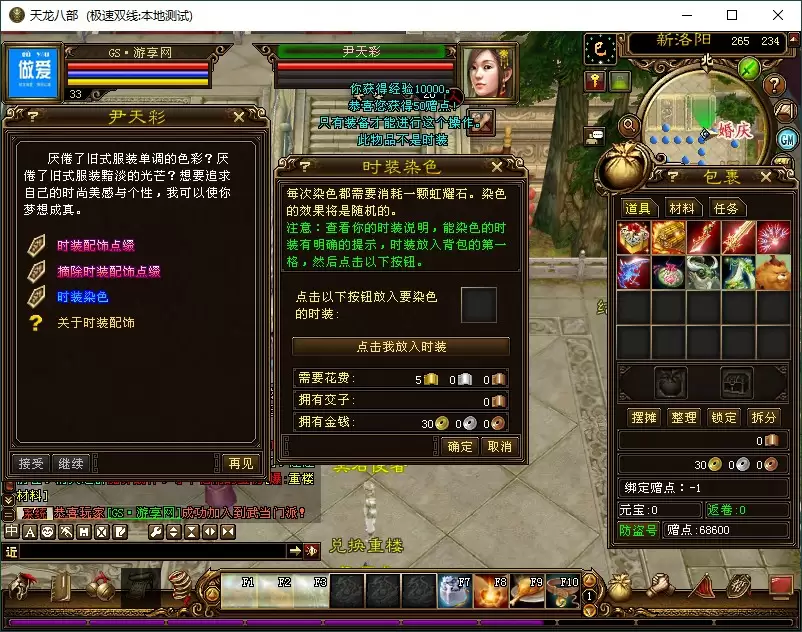 天龙八部 (极速双线:本地测试)
GS·游享网
33
尹天彩
做爱
新洛阳 265 234
北
婚庆
GM
你获得经验10000。
恭喜您获得50赠点!
只有装备才能进行这个操作。
此物品不是时装
尹天彩
厌倦了旧式服装单调的色彩?厌
倦了旧式服装黯淡的光芒?想要追求
自己的时尚美感与个性,我可以使你
梦想成真。
时装配饰点缀
摘除时装配饰点缀
时装染色
关于时装配饰
接受 继续 再见
时装染色
每次染色都需要消耗一颗虹耀石。染色
的效果将是随机的。
注意:查看你的时装说明,能染色的时
装有明确的提示,时装放入背包的第一
格,然后点击以下按钮。
点击以下按钮放入要染色
的时装:
点击我放入时装
需要花费: 5 0 0
拥有交子: 0
拥有金钱: 30 0 0
确定 取消
包裹
道具 材料 任务
摆摊 整理 锁定 拆分
0
30 0 0
绑定赠点:-1
元宝:0 返卷:0
防盗号 赠点:68600
重楼
材料]
恭喜玩家[GS·游享网]成功加入到武当门派!
兑换重楼
中 A
近
F1 F2 F3 F7 F8 F9 F10
1